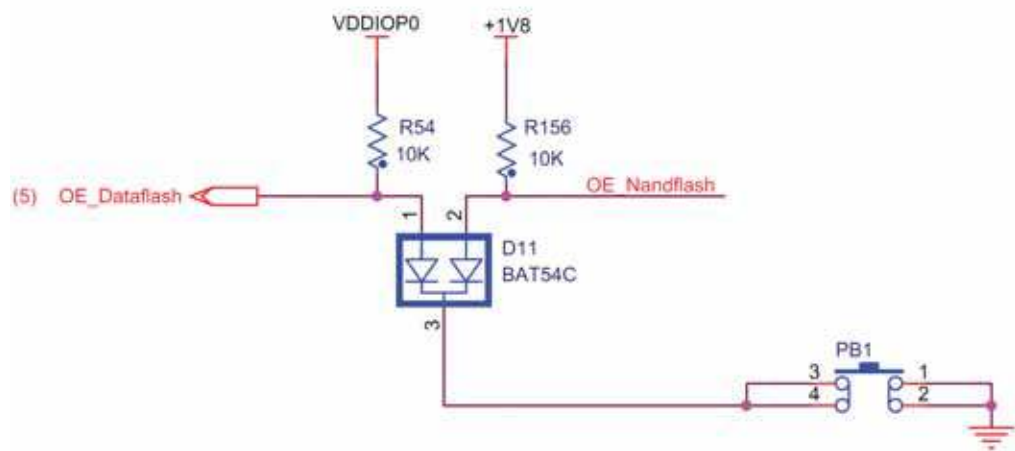 VDDIOP0 +1V8
R54 R156
10K 10K
(5) OE_Dataflash OE_Nandflash
1 2
D11
BAT54C
3
PB1
3 1
4 2